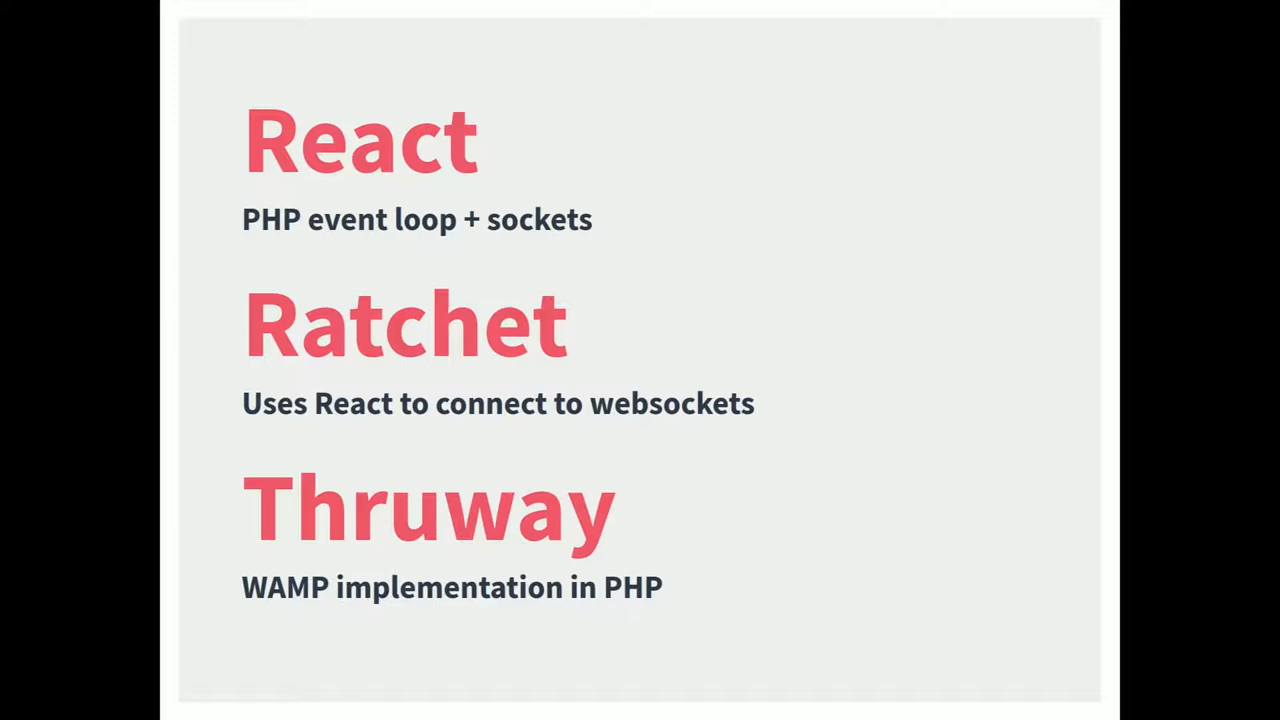 React
PHP event loop + sockets
Ratchet
Uses React to connect to websockets
Thruway
WAMP implementation in PHP